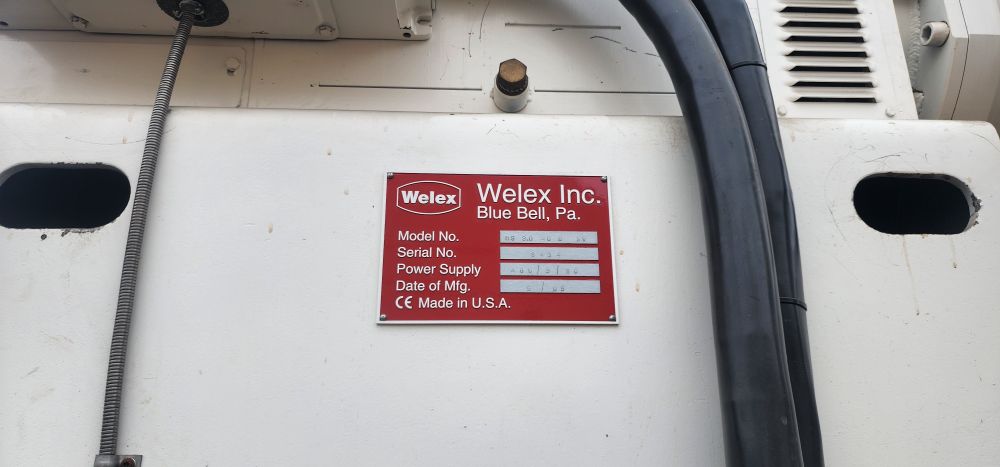 Welex
Welex Inc.
Blue Bell, Pa.
Model No.
Serial No.
Power Supply
Date of Mfg.
CE Made in U.S.A.